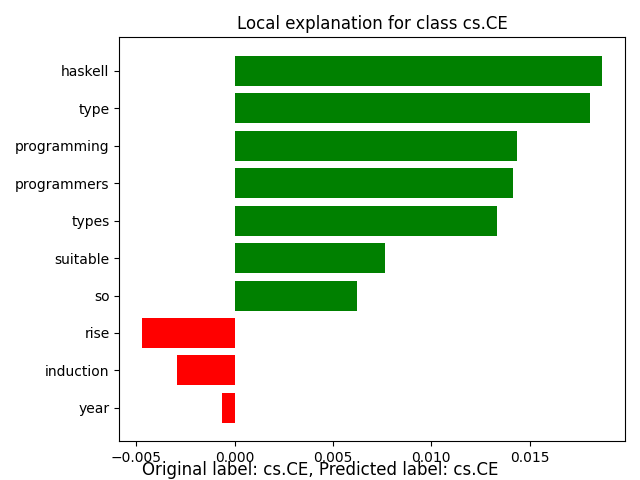 Local explanation for class cs.CE
haskell
type
programming
programmers
types
suitable
so
rise
induction
year
−0.005 0.000 0.005 0.010 0.015
Original label: cs.CE, Predicted label: cs.CE